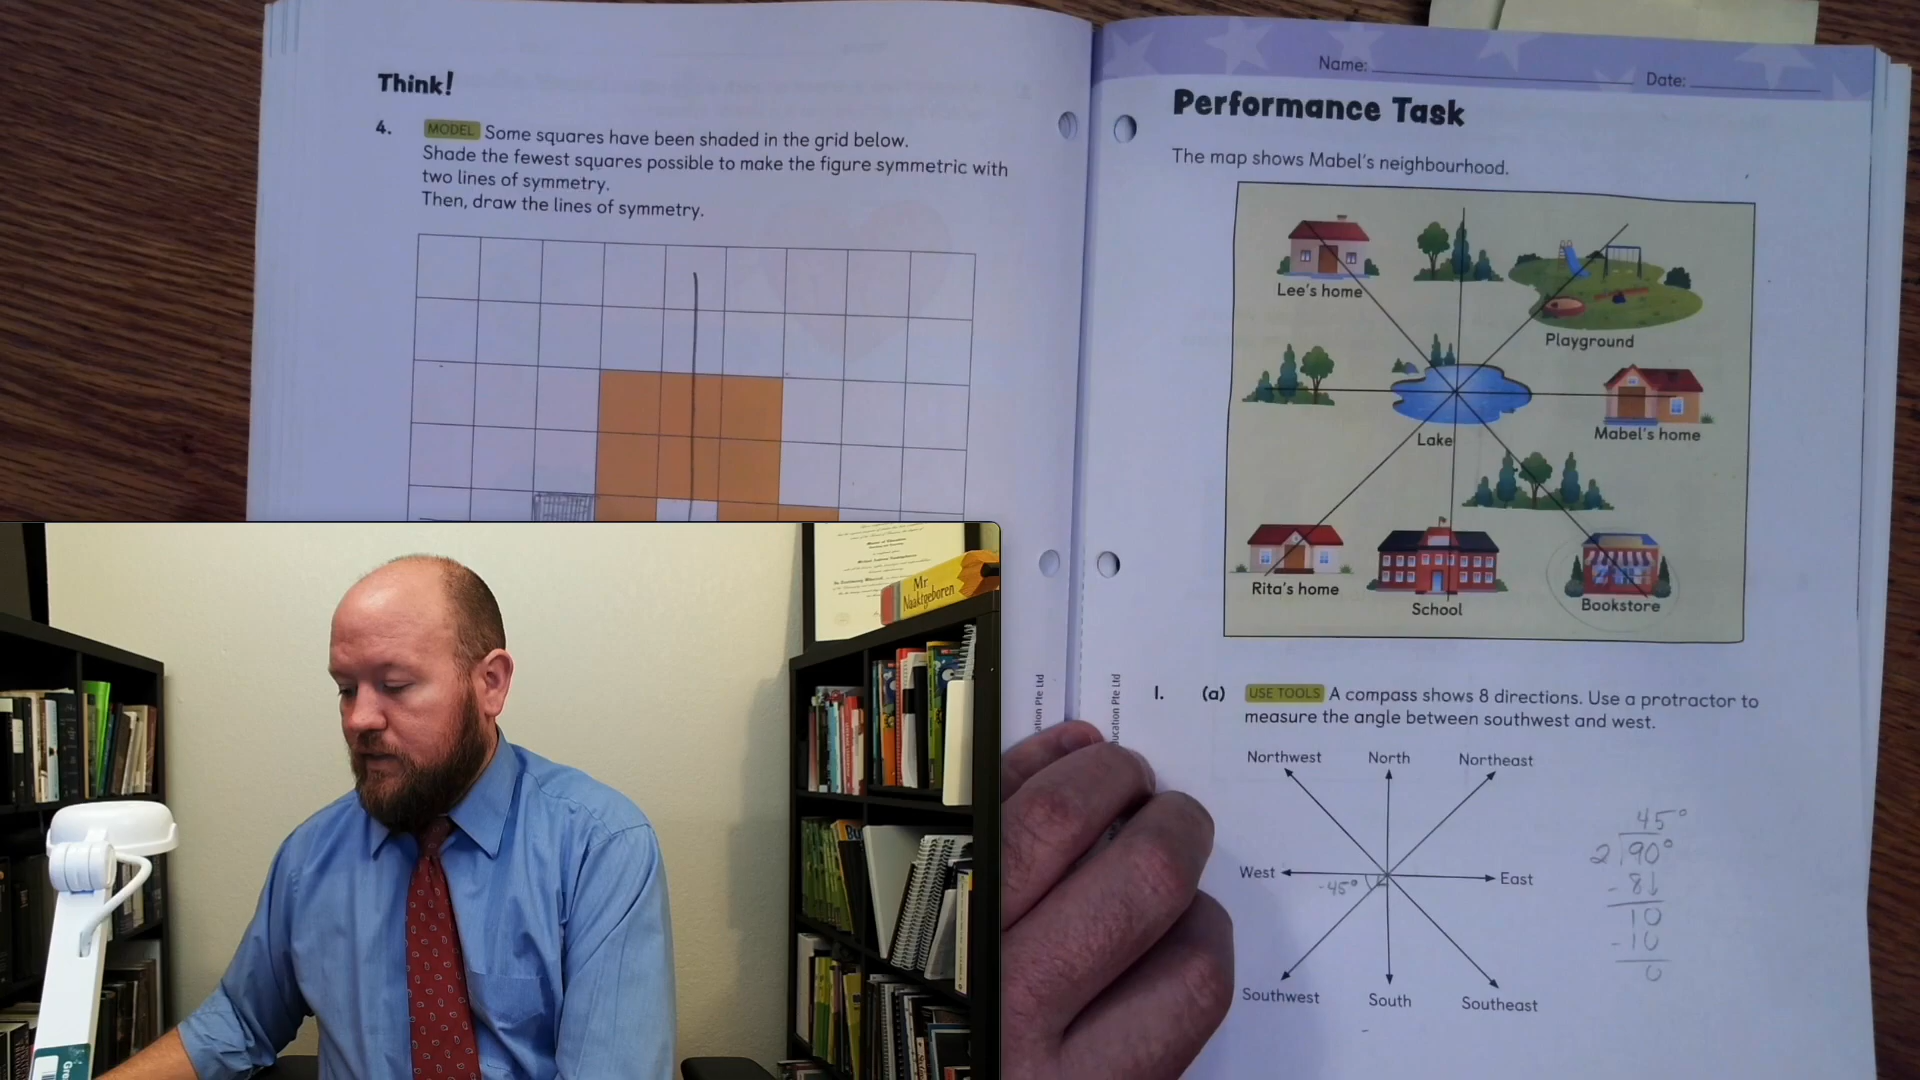 Think!
4. MODEL Some squares have been shaded in the grid below.
Shade the fewest squares possible to make the figure symmetric with
two lines of symmetry.
Then, draw the lines of symmetry.
Name:
Date:
Performance Task
The map shows Mabel's neighbourhood.
Lee's home
Playground
Lake
Mabel's home
Rita's home
School
Bookstore
1. (a) USE TOOLS A compass shows 8 directions. Use a protractor to
measure the angle between southwest and west.
Northwest
North
Northeast
West
East
45°
Southwest
South
Southeast
45°
2 90°
-8↓
10
-10
0
Mr
Naaktgeboren